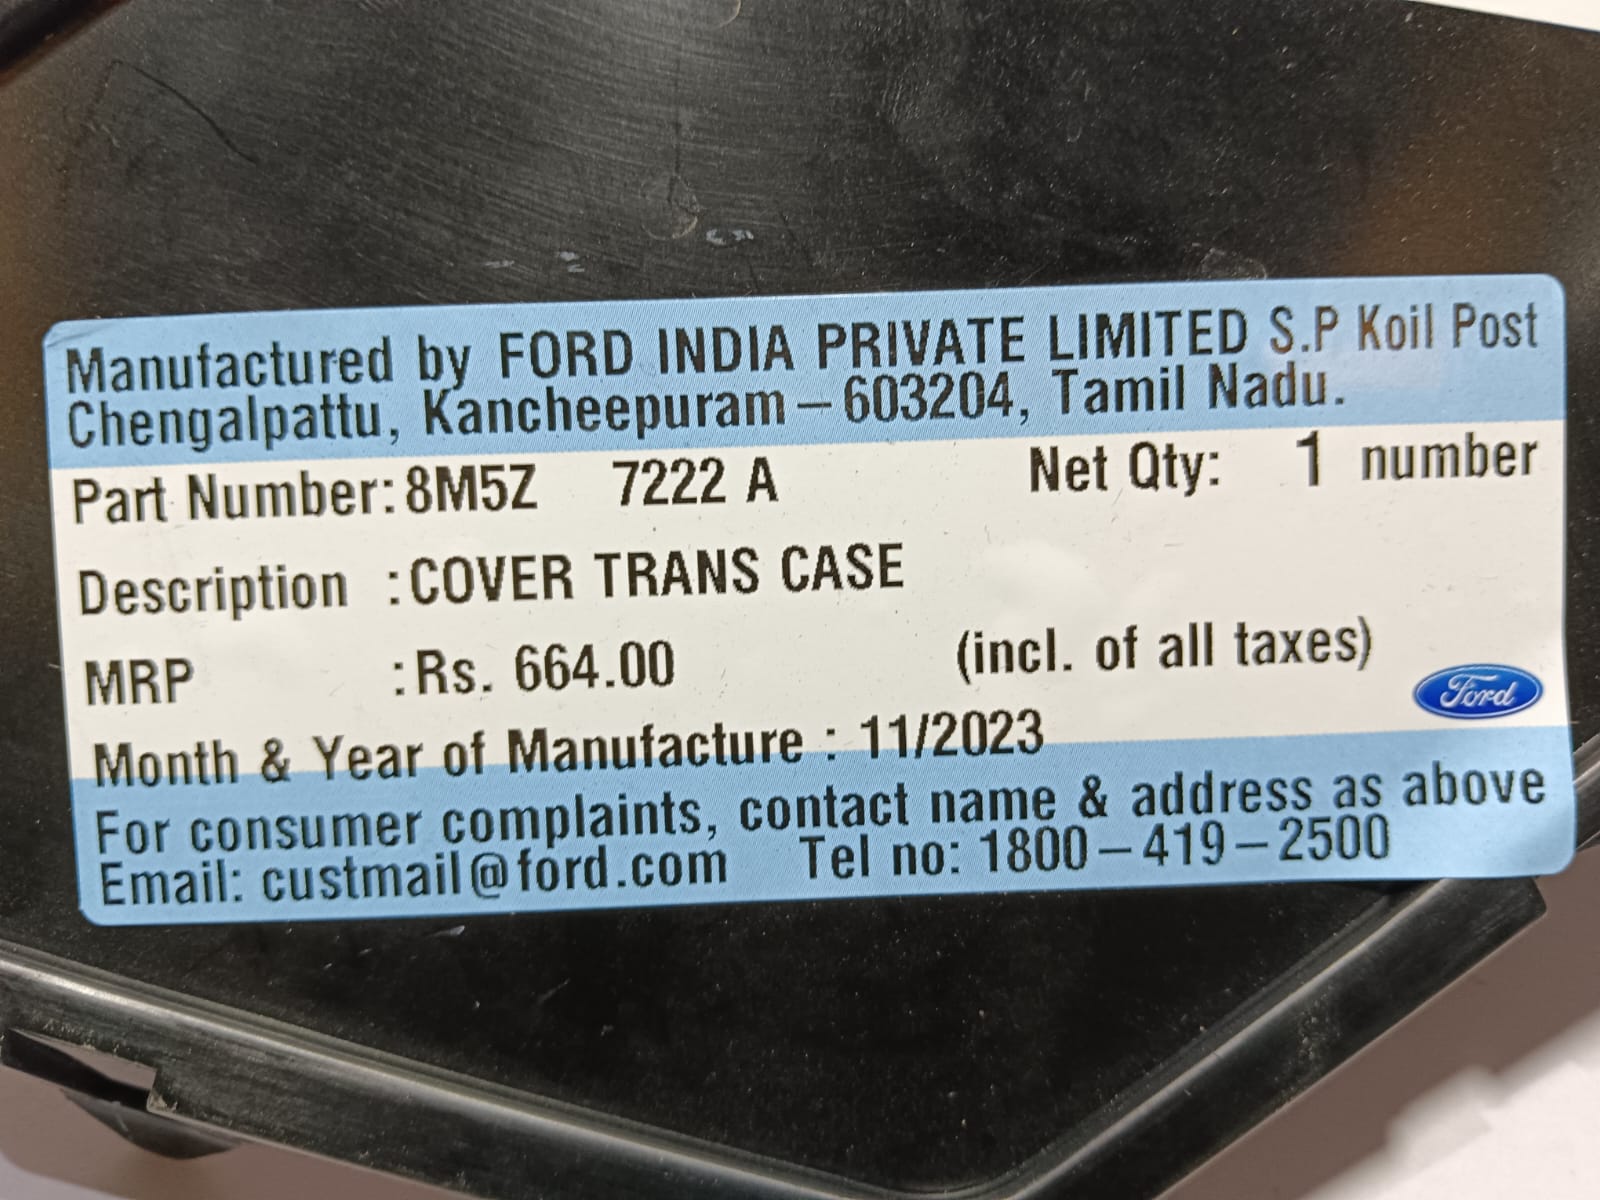 Manufactured by FORD INDIA PRIVATE LIMITED S.P Koil Post
Chengalpattu, Kancheepuram – 603204, Tamil Nadu.
Part Number: 8M5Z 7222 A Net Qty: 1 number
Description : COVER TRANS CASE
MRP : Rs. 664.00 (incl. of all taxes)
Ford
Month & Year of Manufacture : 11/2023
For consumer complaints, contact name & address as above
Email: custmail@ford.com Tel no: 1800–419–2500